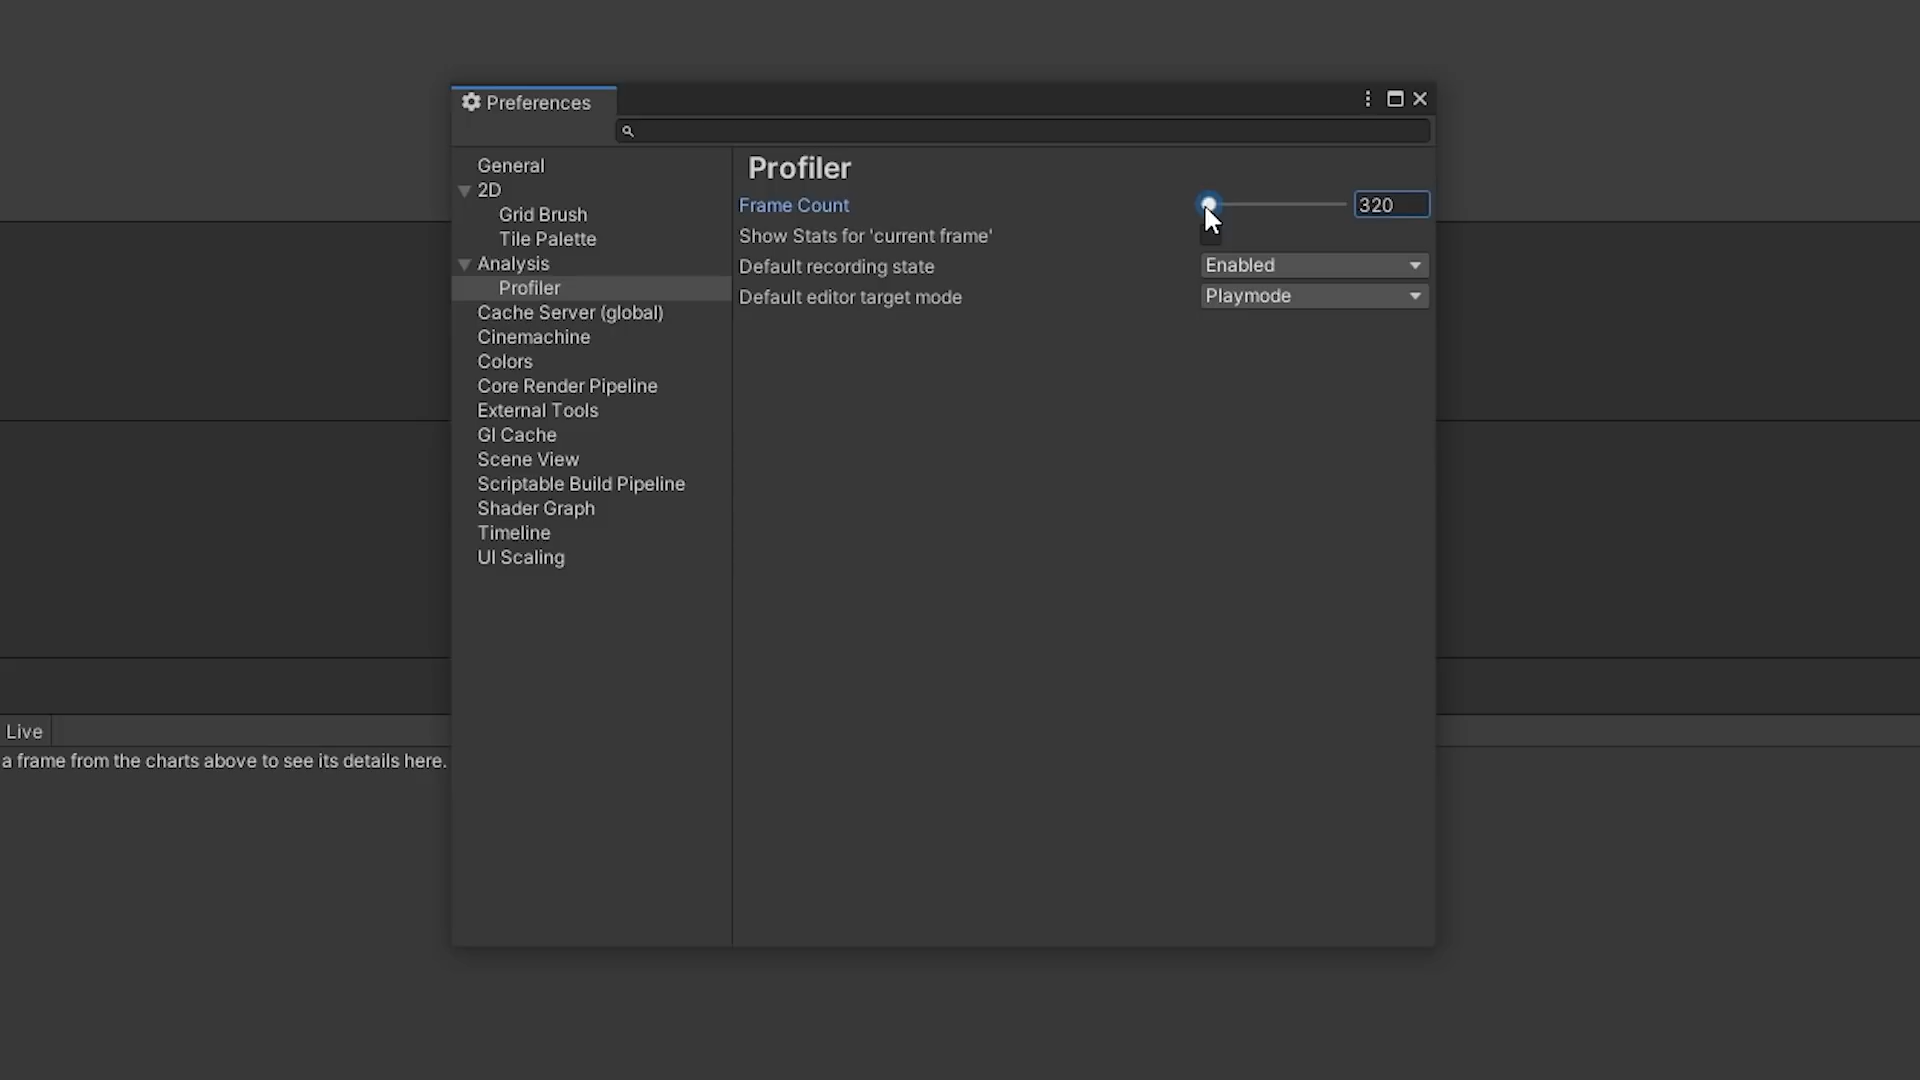 Preferences
General
2D
Grid Brush
Tile Palette
Analysis
Profiler
Cache Server (global)
Cinemachine
Colors
Core Render Pipeline
External Tools
GI Cache
Scene View
Scriptable Build Pipeline
Shader Graph
Timeline
UI Scaling
Profiler
Frame Count 320
Show Stats for 'current frame'
Default recording state Enabled
Default editor target mode Playmode
Live
a frame from the charts above to see its details here.